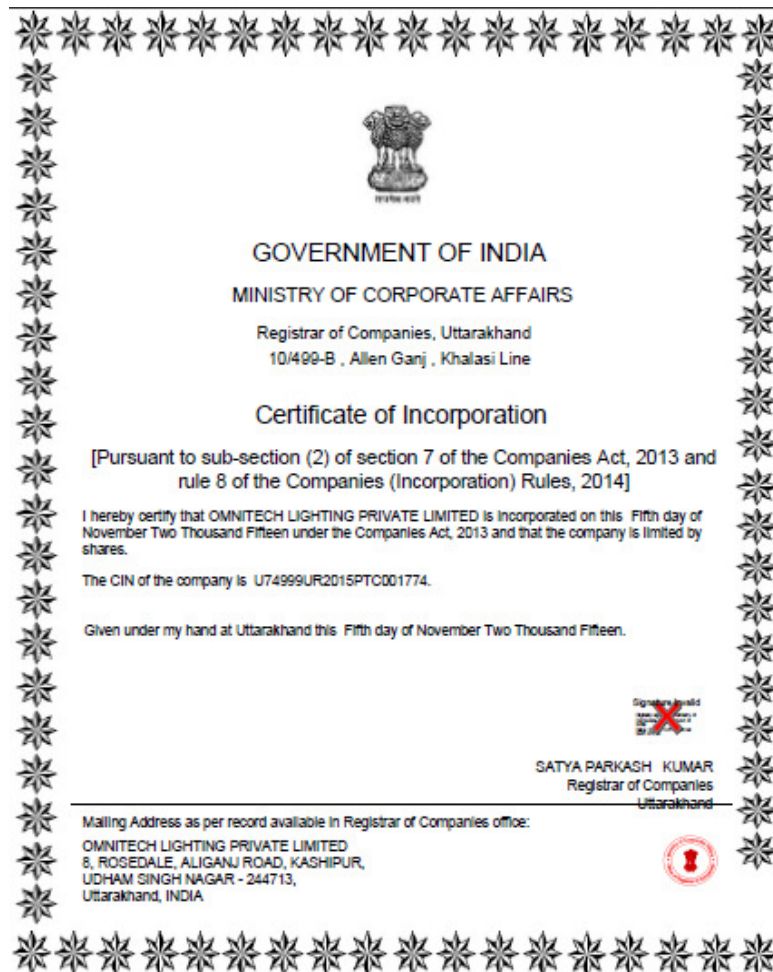 GOVERNMENT OF INDIA
MINISTRY OF CORPORATE AFFAIRS
Registrar of Companies, Uttarakhand
10/499-B , Allen Ganj , Khalasi Line
Certificate of Incorporation
[Pursuant to sub-section (2) of section 7 of the Companies Act, 2013 and
rule 8 of the Companies (Incorporation) Rules, 2014]
I hereby certify that OMNITECH LIGHTING PRIVATE LIMITED is incorporated on this Fifth day of
November Two Thousand Fifteen under the Companies Act, 2013 and that the company is limited by
shares.
The CIN of the company is U74999UR2015PTC001774.
Given under my hand at Uttarakhand this Fifth day of November Two Thousand Fifteen.
Signature Invalid
SATYA PARKASH KUMAR
Registrar of Companies
Uttarakhand
Mailing Address as per record available in Registrar of Companies office:
OMNITECH LIGHTING PRIVATE LIMITED
8, ROSEDALE, ALIGANJ ROAD, KASHIPUR,
UDHAM SINGH NAGAR - 244713,
Uttarakhand, INDIA